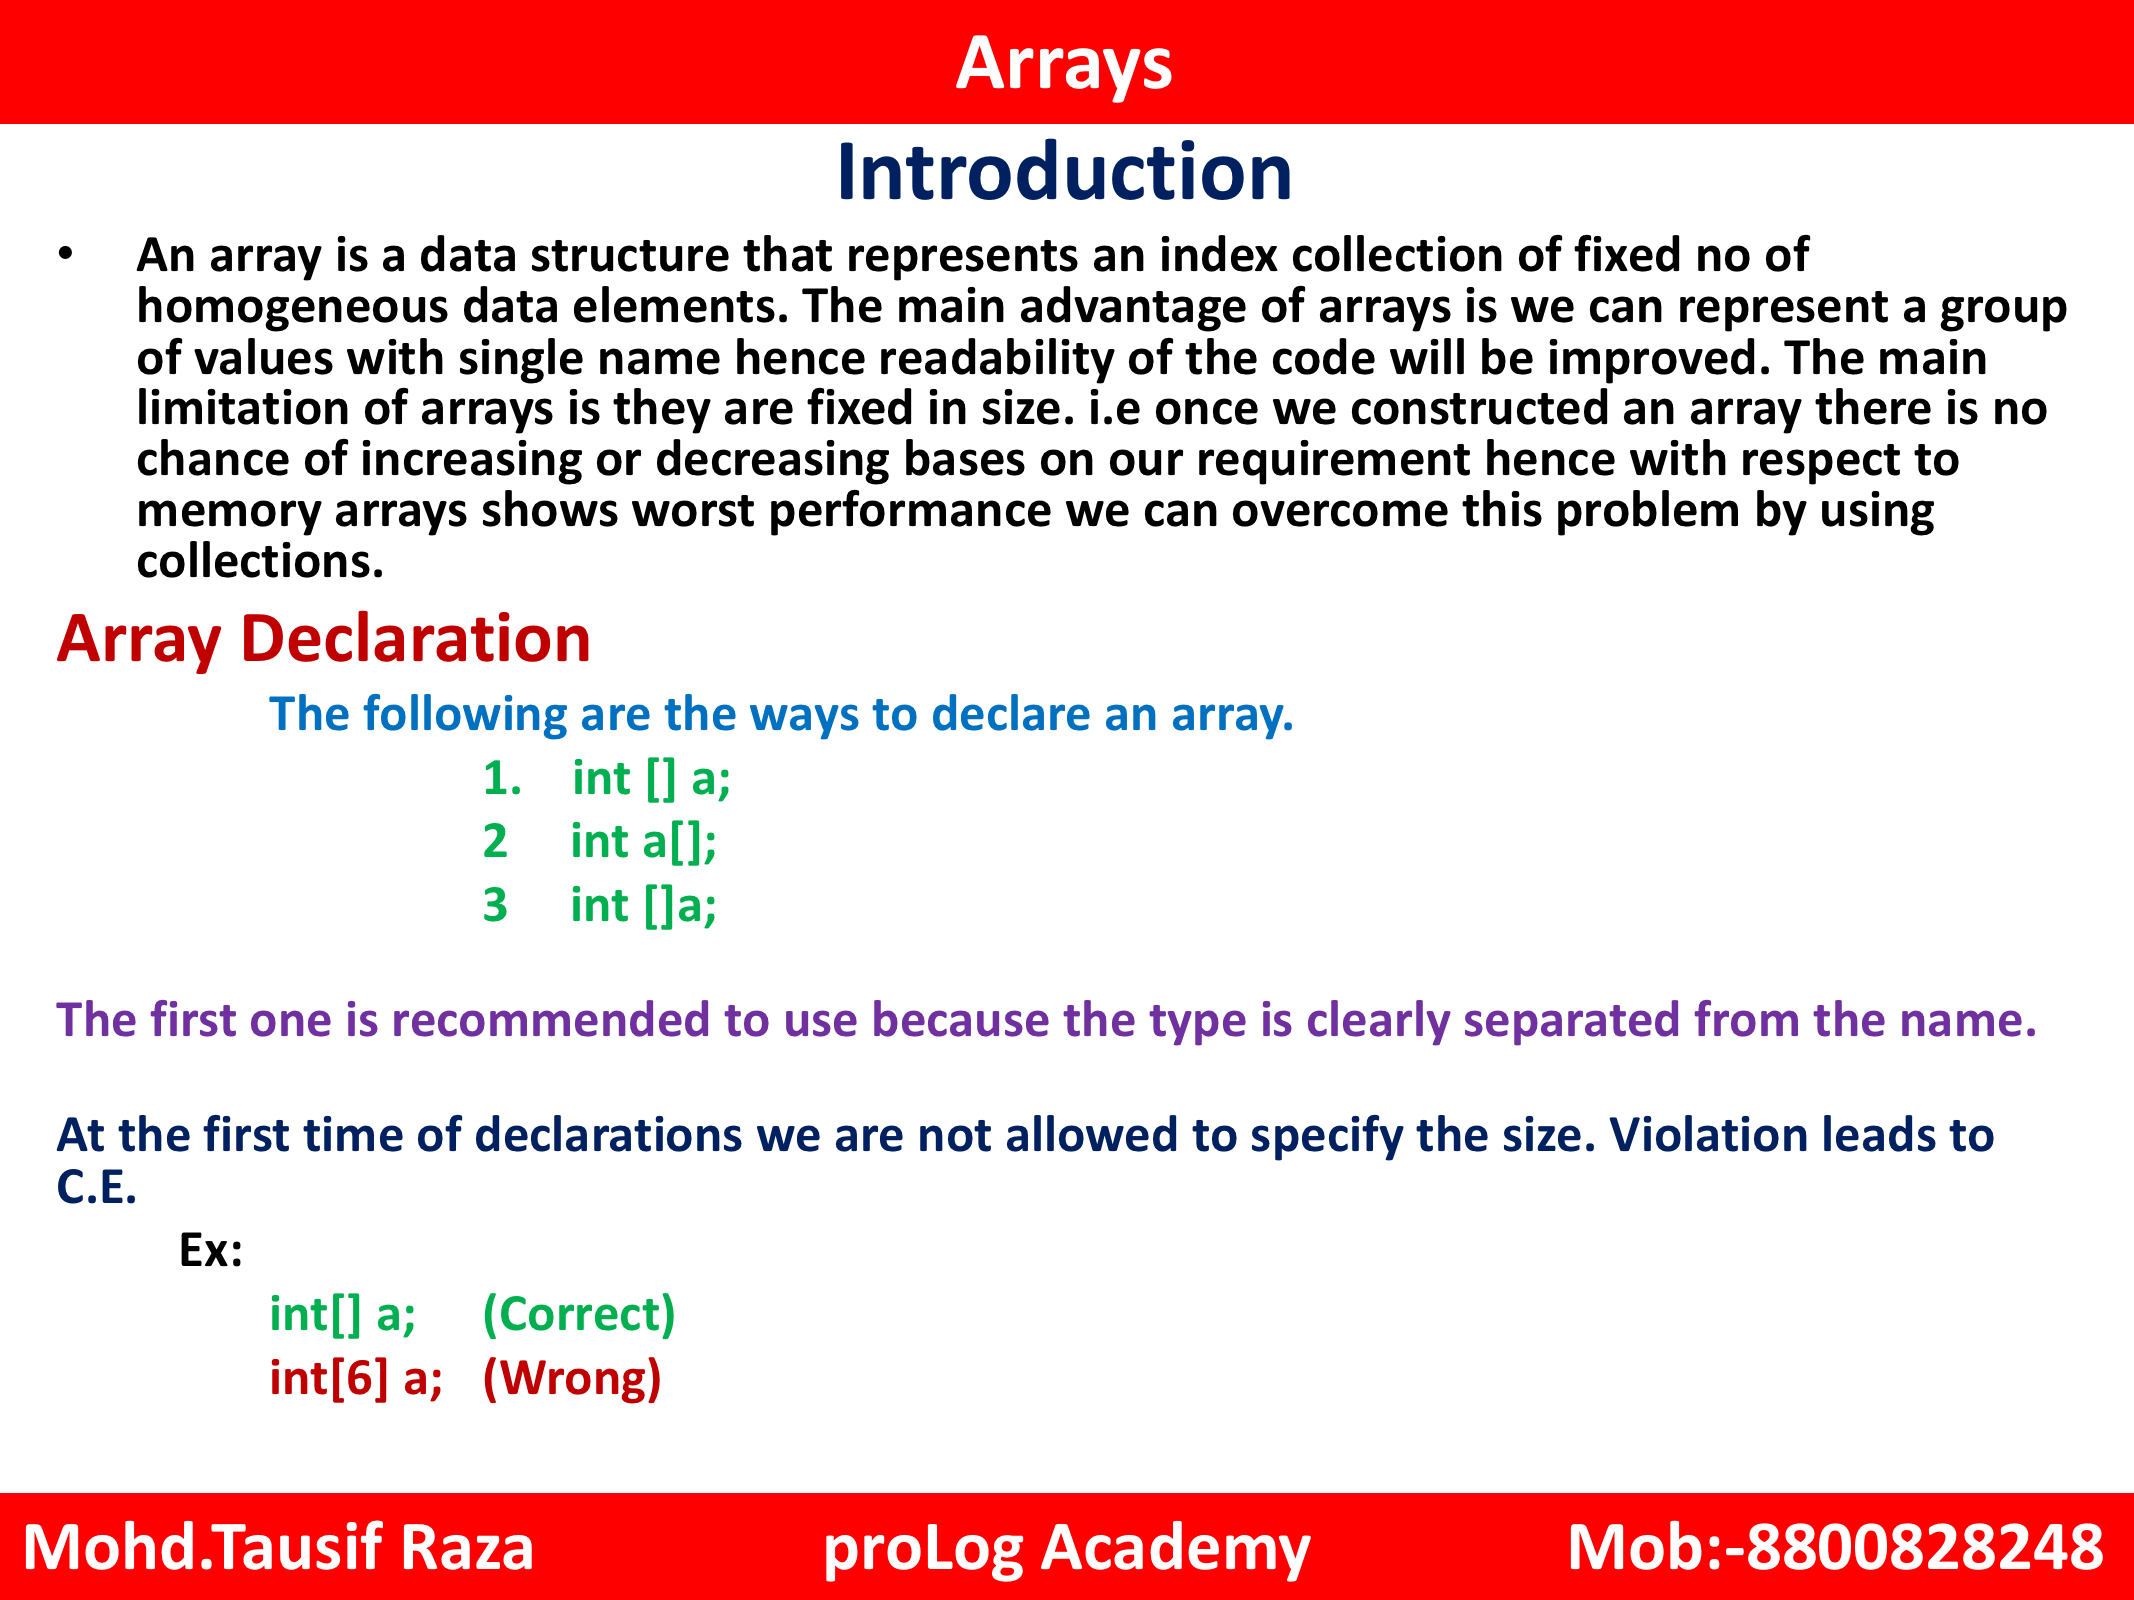 Arrays
Introduction
• An array is a data structure that represents an index collection of fixed no of
homogeneous data elements. The main advantage of arrays is we can represent a group
of values with single name hence readability of the code will be improved. The main
limitation of arrays is they are fixed in size. i.e once we constructed an array there is no
chance of increasing or decreasing bases on our requirement hence with respect to
memory arrays shows worst performance we can overcome this problem by using
collections.
Array Declaration
The following are the ways to declare an array.
1. int [] a;
2 int a[];
3 int []a;
The first one is recommended to use because the type is clearly separated from the name.
At the first time of declarations we are not allowed to specify the size. Violation leads to
C.E.
Ex:
int[] a; (Correct)
int[6] a; (Wrong)
Mohd.Tausif Raza proLog Academy Mob:-8800828248